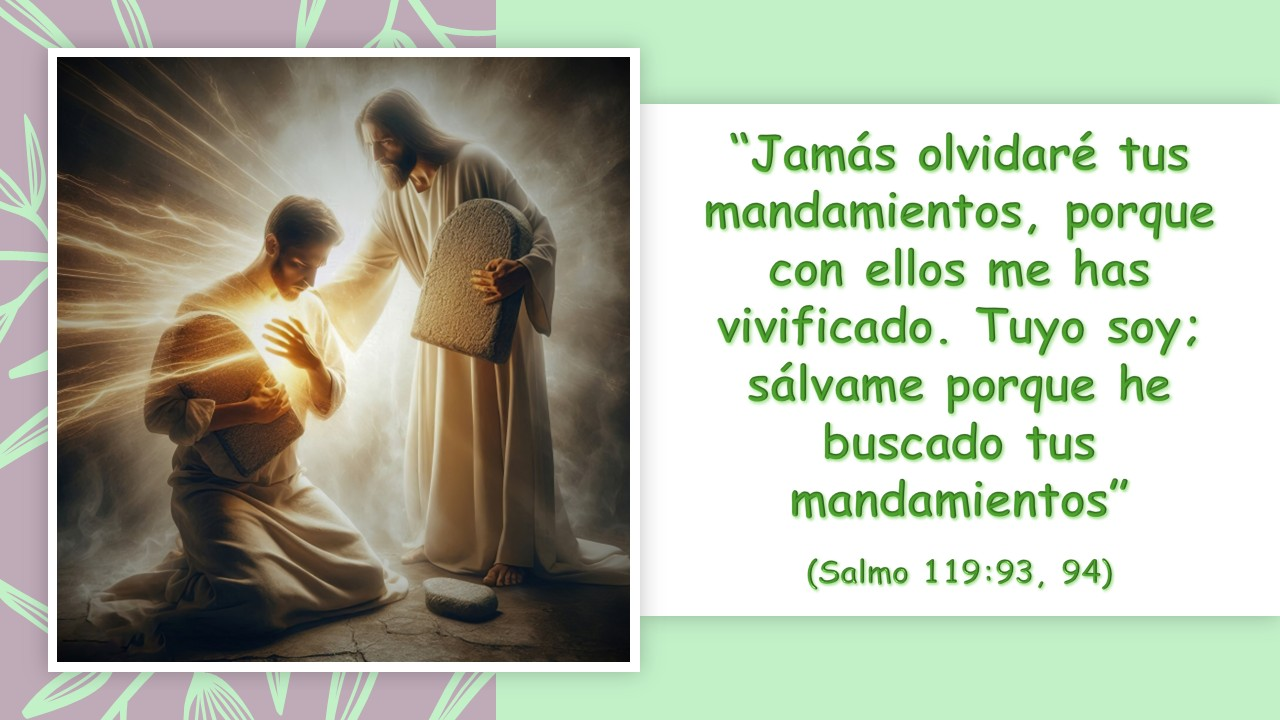 “Jamás olvidaré tus
mandamientos, porque
con ellos me has
vivificado. Tuyo soy;
sálvame porque he
buscado tus
mandamientos”
(Salmo 119:93, 94)